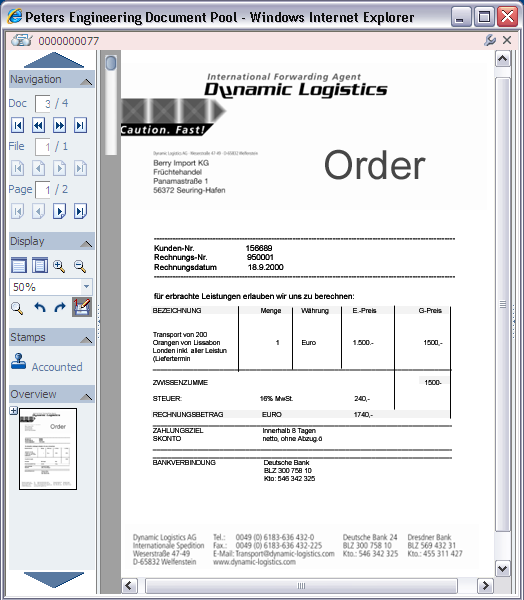 Peters Engineering Document Pool - Windows Internet Explorer
0000000077
Navigation
Doc 3 / 4
File 1 / 1
Page 1 / 2
Display
50%
Stamps
Accounted
Overview
International Forwarding Agent
Dynamic Logistics
Caution. Fast!
Dynamic Logistics AG · Weserstraße 47-49 · D-65832 Welfenstein
Order
Berry Import KG
Früchtehandel
Panamastraße 1
56372 Seuring-Hafen
Kunden-Nr. 156689
Rechnungs-Nr. 950001
Rechnungsdatum 18.9.2000
für erbrachte Leistungen erlauben wir uns zu berechnen:
BEZEICHNUNG Menge Währung E.-Preis G-Preis
Transport von 200
Orangen von Lissabon 1 Euro 1.500,- 1500,-
Londen inkl. aller Leistun
(Liefertermin
ZWISSENZUMME 1500-
STEUER: 16% MwSt. 240,-
RECHNUNGSBETRAG EURO 1740,-
ZAHLUNGSZIEL Innerhalb 8 Tagen
SKONTO netto, ohne Abzug.ö
BANKVERBINDUNG Deutsche Bank
BLZ 300 758 10
Kto: 546 342 325
Dynamic Logistics AG Tel.: 0049 (0) 6183-636 432-0 Deutsche Bank 24 Dresdner Bank
Internationale Spedition Fax.: 0049 (0) 6183-636 432-225 BLZ 300 758 10 BLZ 569 432 31
Weserstraße 47-49 E-Mail: Transport@dynamic-logistics.com Kto.: 546 342 325 Kto.: 455 311 427
D-65832 Welfenstein www.dynamic-logistics.com